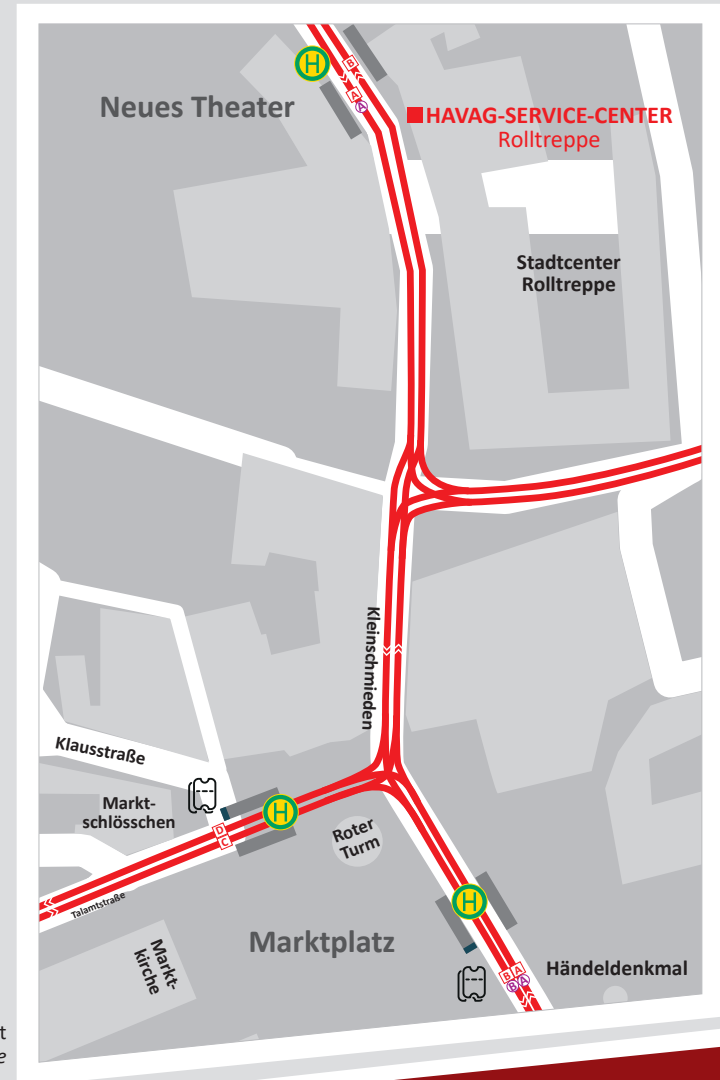 H
B
A
A
Neues Theater
HAVAG-SERVICE-CENTER
Rolltreppe
Stadtcenter
Rolltreppe
Kleinschmieden
Klausstraße
Markt-
schlösschen
H
D
C
Roter
Turm
Talamtstraße
H
Marktplatz
Markt-
kirche
B A
B A
Händeldenkmal
t
e